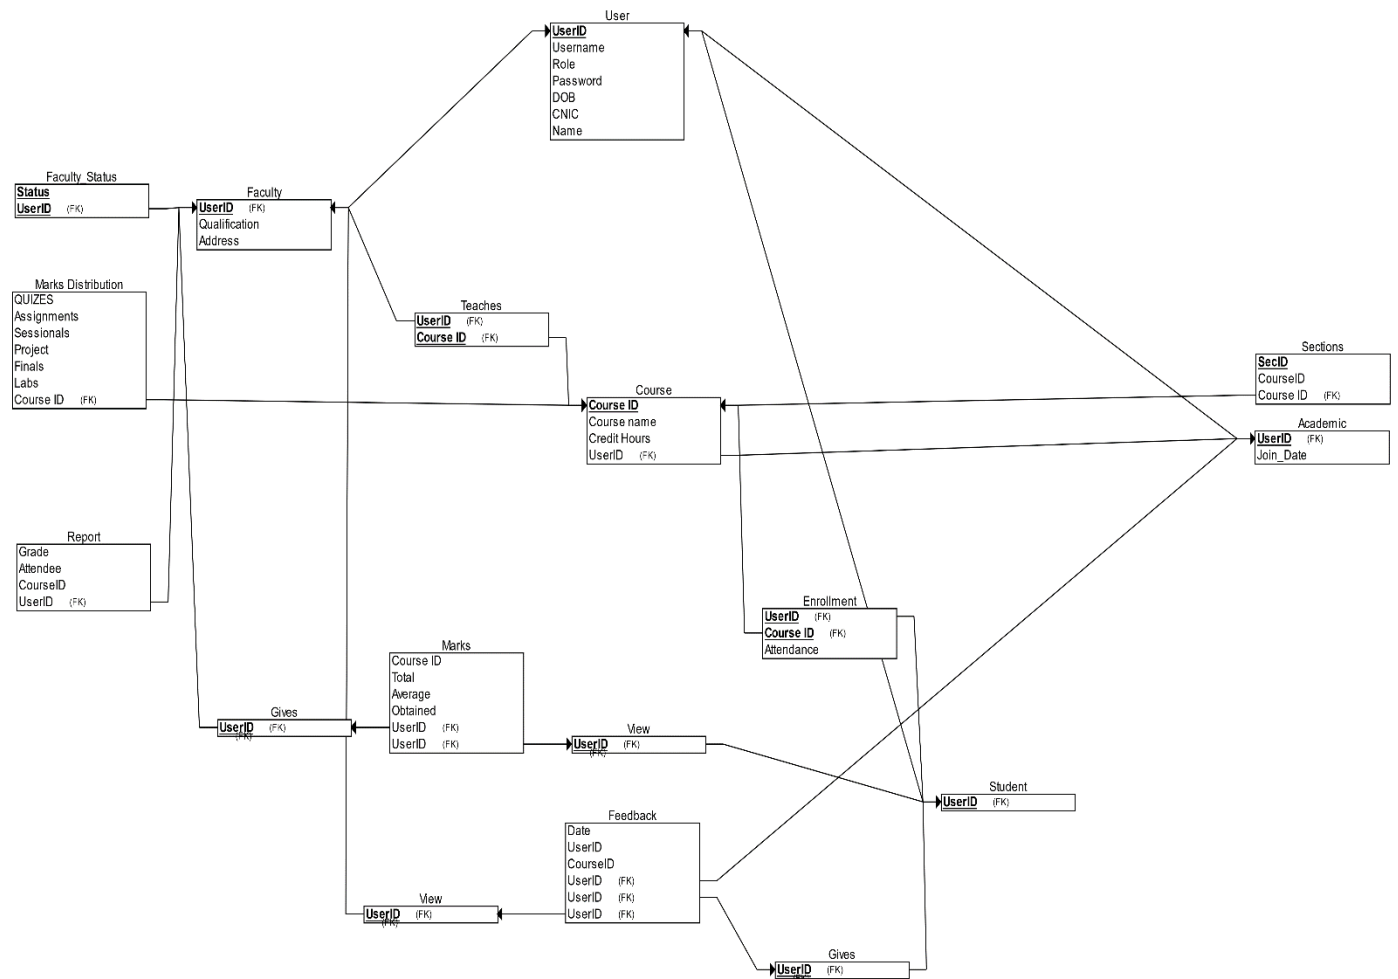 User
UserID
Username
Role
Password
DOB
CNIC
Name
Faculty_Status
Status
UserID (FK)
Faculty
UserID (FK)
Qualification
Address
Marks Distribution
QUIZES
Assignments
Sessionals
Project
Finals
Labs
Course ID (FK)
Teaches
UserID (FK)
Course ID (FK)
Course
Course ID
Course name
Credit Hours
UserID (FK)
Sections
SecID
CourseID
Course ID (FK)
Academic
UserID (FK)
Join_Date
Report
Grade
Attendee
CourseID
UserID (FK)
Enrollment
UserID (FK)
Course ID (FK)
Attendance
Marks
Course ID
Total
Average
Obtained
UserID (FK)
UserID (FK)
Gives
UserID (FK)
(FK)
View
UserID (FK)
(FK)
Student
UserID (FK)
Feedback
Date
UserID
CourseID
UserID (FK)
UserID (FK)
UserID (FK)
View
UserID (FK)
(FK)
Gives
UserID (FK)